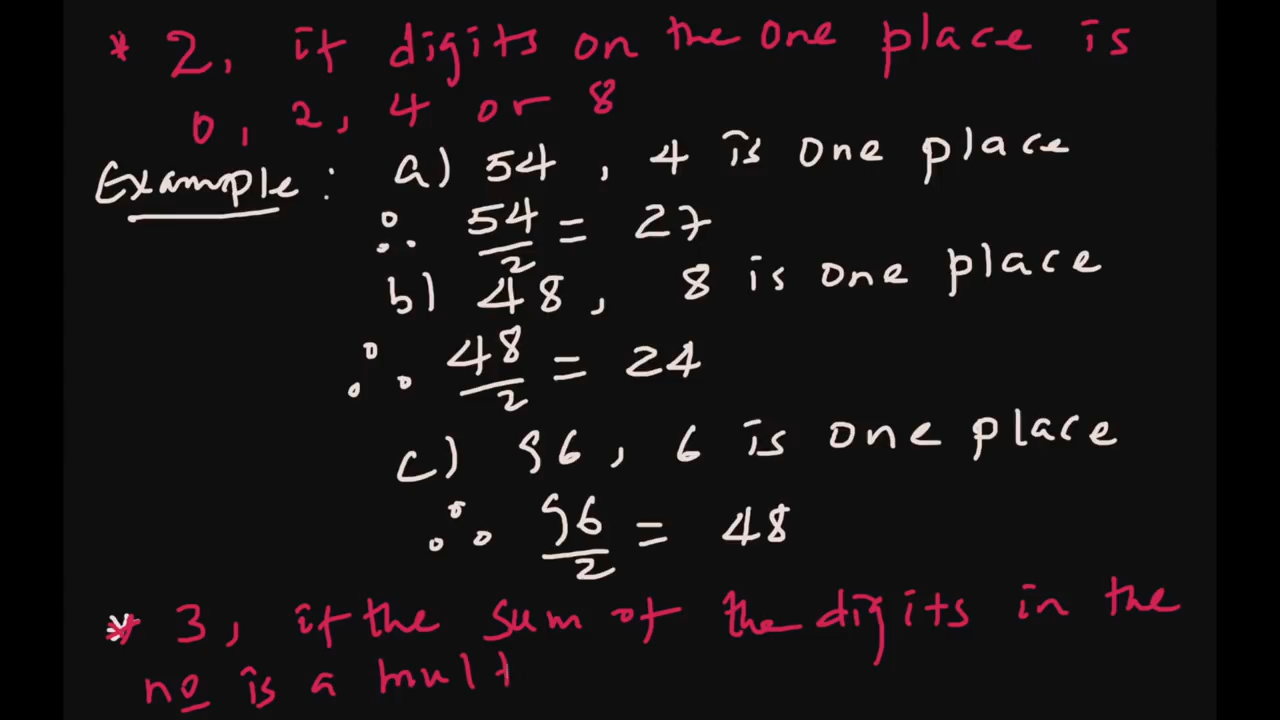 * 2, if digits on the one place is
0, 2, 4 or 8
Example: a) 54, 4 is one place
∴ 54/2 = 27
b) 48, 8 is one place
∴ 48/2 = 24
c) 96, 6 is one place
∴ 96/2 = 48
* 3, if the sum of the digits in the
no is a mult